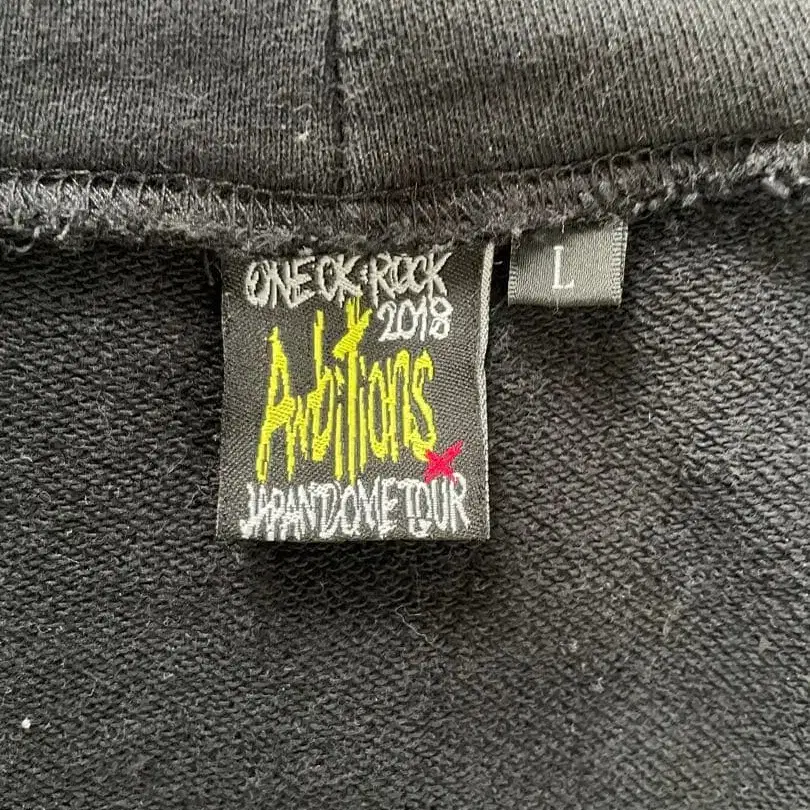 ONE OK ROCK
2018
Ambitions
JAPAN DOME TOUR
L